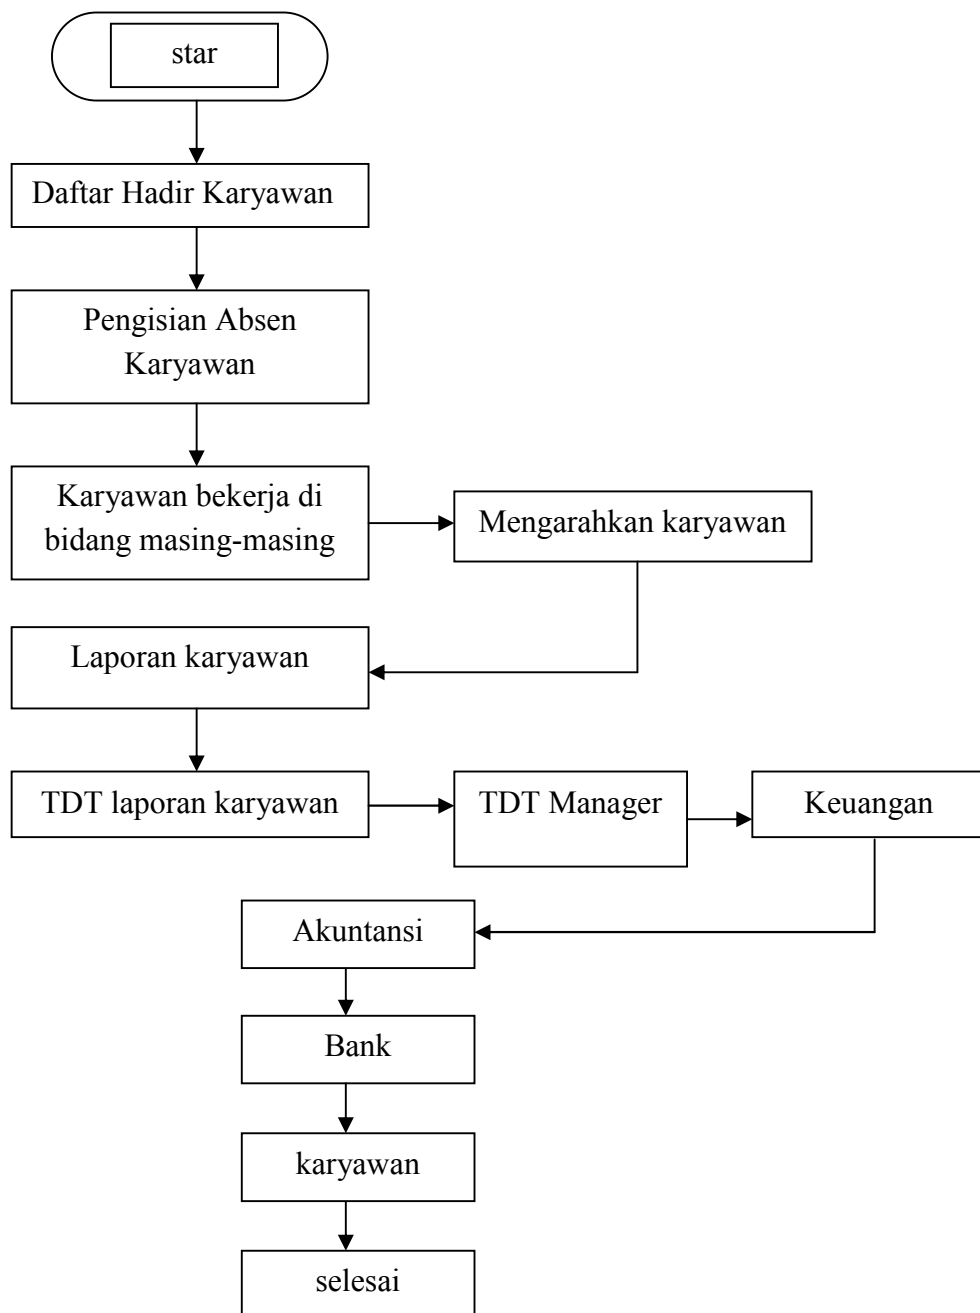 star
Daftar Hadir Karyawan
Pengisian Absen
Karyawan
Karyawan bekerja di
bidang masing-masing
Mengarahkan karyawan
Laporan karyawan
TDT laporan karyawan
TDT Manager
Keuangan
Akuntansi
Bank
karyawan
selesai